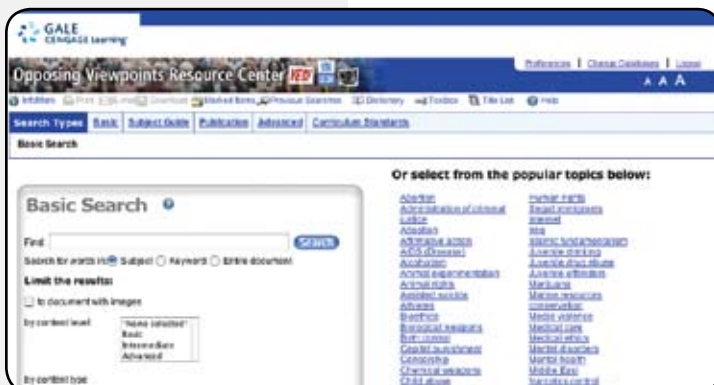 GALE
CENGAGE Learning
Opposing Viewpoints Resource Center YES
Preferences | Change Databases | Logout
A A A
InfoMark Print E-mail Download Marked Items Previous Searches Dictionary Toolbox Title List Help
Search Types Basic Subject Guide Publication Advanced Curriculum Standards
Basic Search
Basic Search
Find Search
Search for words in Subject Keyword Entire document
Limit the results:
to document with images
by content level: "None selected"
Basic
Intermediate
Advanced
by content type
Or select from the popular topics below:
Abortion
Administration of criminal
justice
Adoption
Affirmative action
AIDS (Disease)
Alcoholism
Animal experimentation
Animal rights
Assisted suicide
Athletes
Bioethics
Biological weapons
Birth control
Capital punishment
Censorship
Chemical weapons
Child abuse
Human rights
Illegal immigrants
Internet
Iraq
Islamic fundamentalism
Juvenile drinking
Juvenile drug abuse
Juvenile offenders
Marijuana
Marine resources
conservation
Media violence
Medical care
Medical ethics
Mental disorders
Mental health
Middle East
Narcotics control